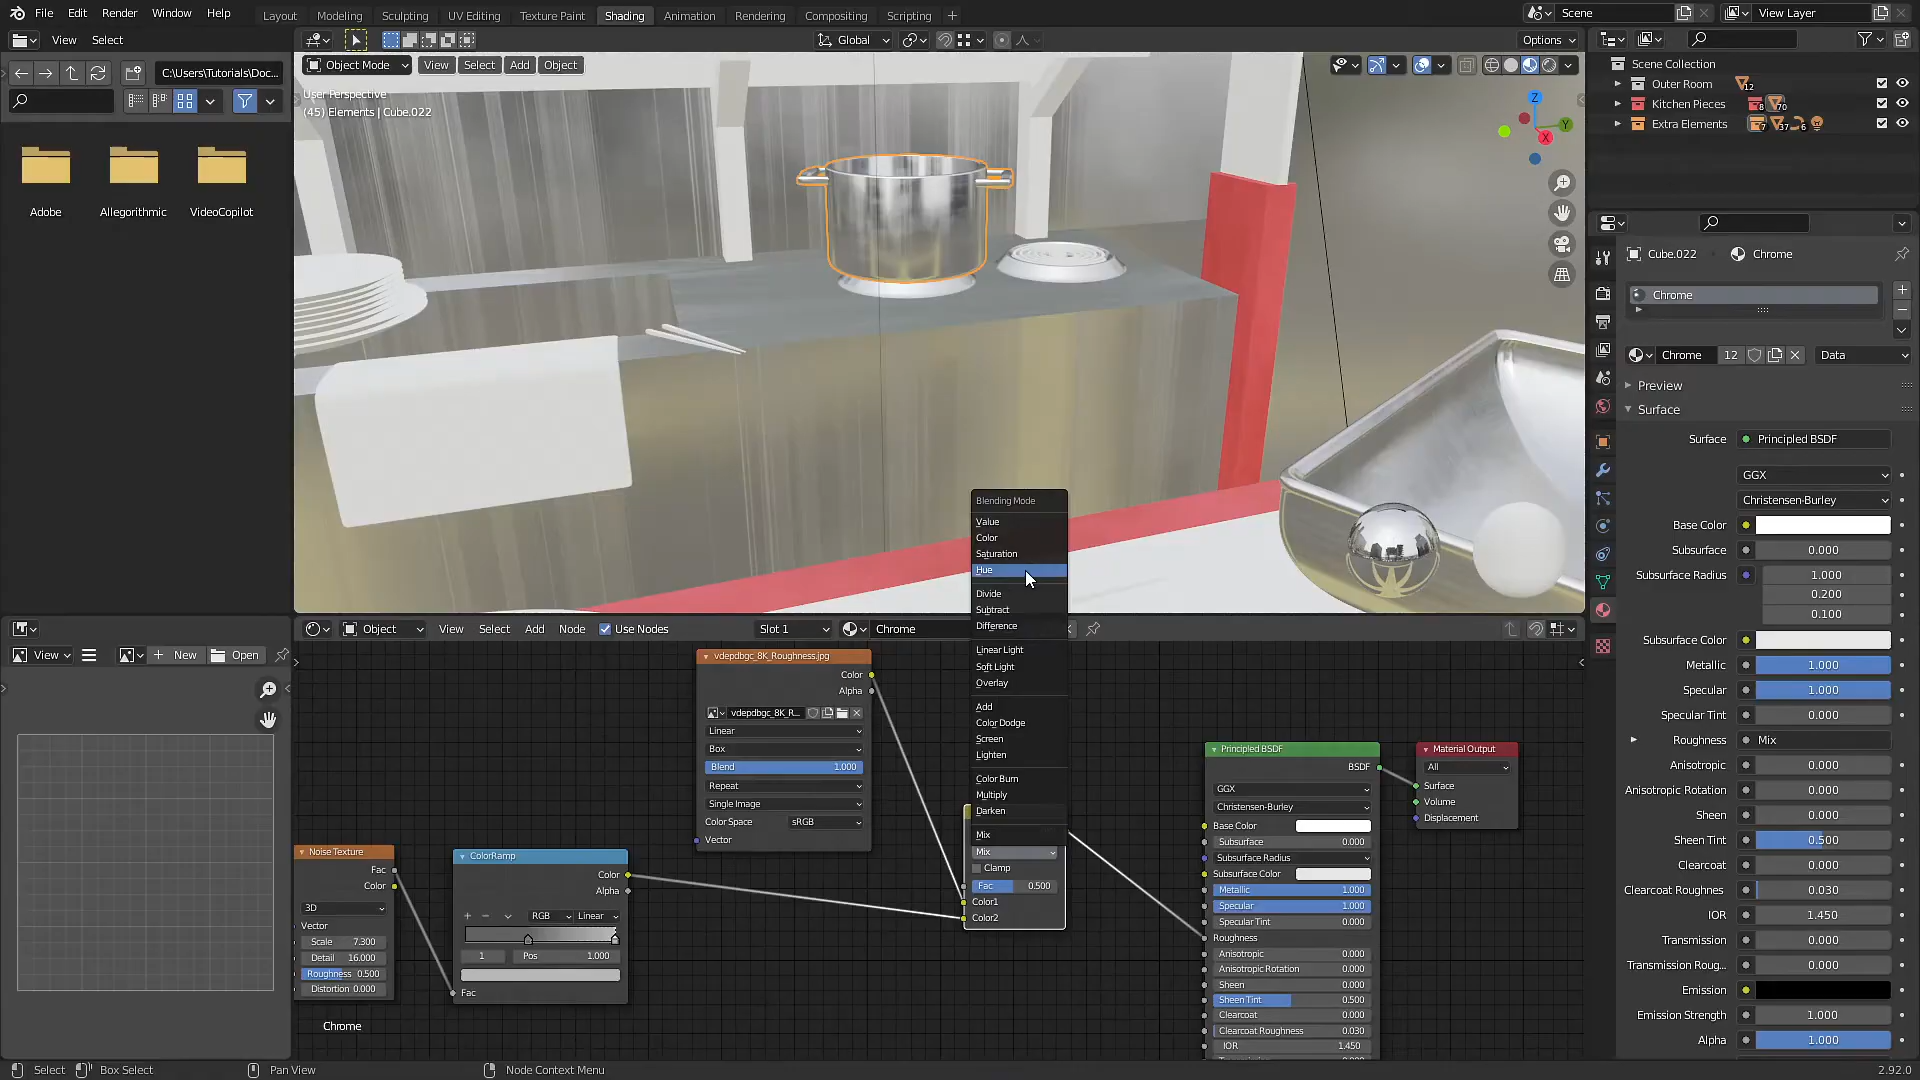 File Edit Render Window Help
Layout Modeling Sculpting UV Editing Texture Paint Shading Animation Rendering Compositing Scripting +
Scene
View Layer
View Select
Global
Options
C:\Users\Tutorials\Doc...
Object Mode View Select Add Object
User Perspective
(45) Elements | Cube.022
Z
Y
X
Adobe
Allegorithmic
VideoCopilot
Scene Collection
Outer Room 12
Kitchen Pieces 8 70
Extra Elements 7 37 6
Cube.022 Chrome
Chrome
Chrome 12 Data
Preview
Surface
Surface Principled BSDF
GGX
Christensen-Burley
Base Color
Subsurface 0.000
Subsurface Radius 1.000
0.200
0.100
Subsurface Color
Metallic 1.000
Specular 1.000
Specular Tint 0.000
Roughness Mix
Anisotropic 0.000
Anisotropic Rotation 0.000
Sheen 0.000
Sheen Tint 0.500
Clearcoat 0.000
Clearcoat Roughnes 0.030
IOR 1.450
Transmission 0.000
Transmission Roug... 0.000
Emission
Emission Strength 1.000
Alpha 1.000
Blending Mode
Value
Color
Saturation
Hue
Divide
Subtract
Difference
Linear Light
Soft Light
Overlay
Add
Color Dodge
Screen
Lighten
Color Burn
Multiply
Darken
Mix
Mix
Clamp
Fac 0.500
Color1
Color2
Object View Select Add Node Use Nodes Slot 1 Chrome
View + New Open
vdepdbgc_8K_Roughness.jpg
Color
Alpha
vdepdbgc_8K_R...
Linear
Box
Blend 1.000
Repeat
Single Image
Color Space sRGB
Vector
Noise Texture
Fac
Color
3D
Vector
Scale 7.300
Detail 16.000
Roughness 0.500
Distortion 0.000
ColorRamp
Color
Alpha
+ − RGB Linear
1 Pos 1.000
Fac
Principled BSDF
BSDF
GGX
Christensen-Burley
Base Color
Subsurface 0.000
Subsurface Radius
Subsurface Color
Metallic 1.000
Specular 1.000
Specular Tint 0.000
Roughness
Anisotropic 0.000
Anisotropic Rotation 0.000
Sheen 0.000
Sheen Tint 0.500
Clearcoat 0.000
Clearcoat Roughness 0.030
IOR 1.450
Material Output
All
Surface
Volume
Displacement
Chrome
Select Box Select Pan View Node Context Menu 2.92.0